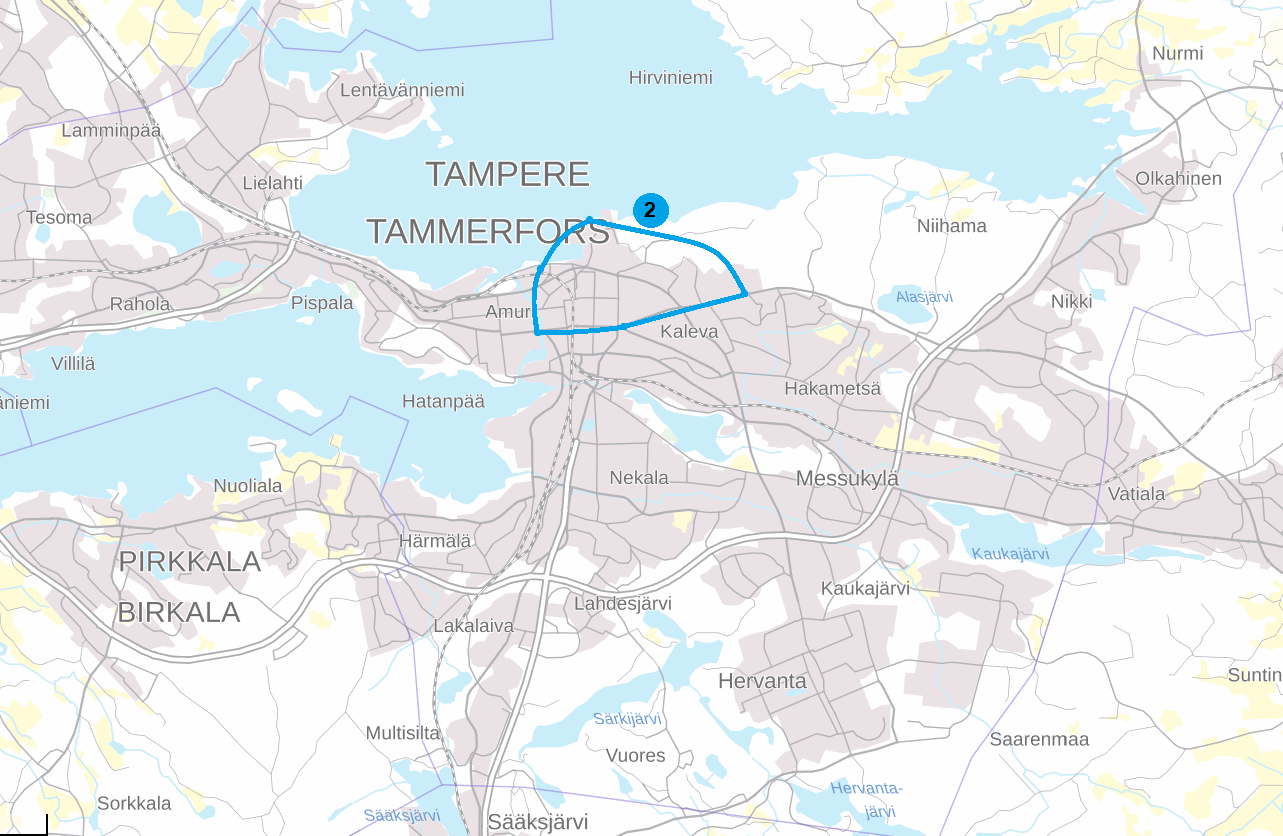 Nurmi
Hirviniemi
Lentävänniemi
Lamminpää
TAMPERE
Olkahinen
Lielahti
2
Tesoma
Niihama
TAMMERFORS
Alasjärvi
Nikki
Rahola
Pispala
Amur
Kaleva
Villilä
Hakametsä
äniemi
Hatanpää
Nekala
Messukylä
Nuoliala
Vatiala
Härmälä
Kaukajärvi
PIRKKALA
Kaukajärvi
Lahdesjärvi
BIRKALA
Lakalaiva
Suntin
Hervanta
Särkijärvi
Multisilta
Saarenmaa
Vuores
Hervanta-
järvi
Sorkkala
Sääksjärvi
Sääksjärvi